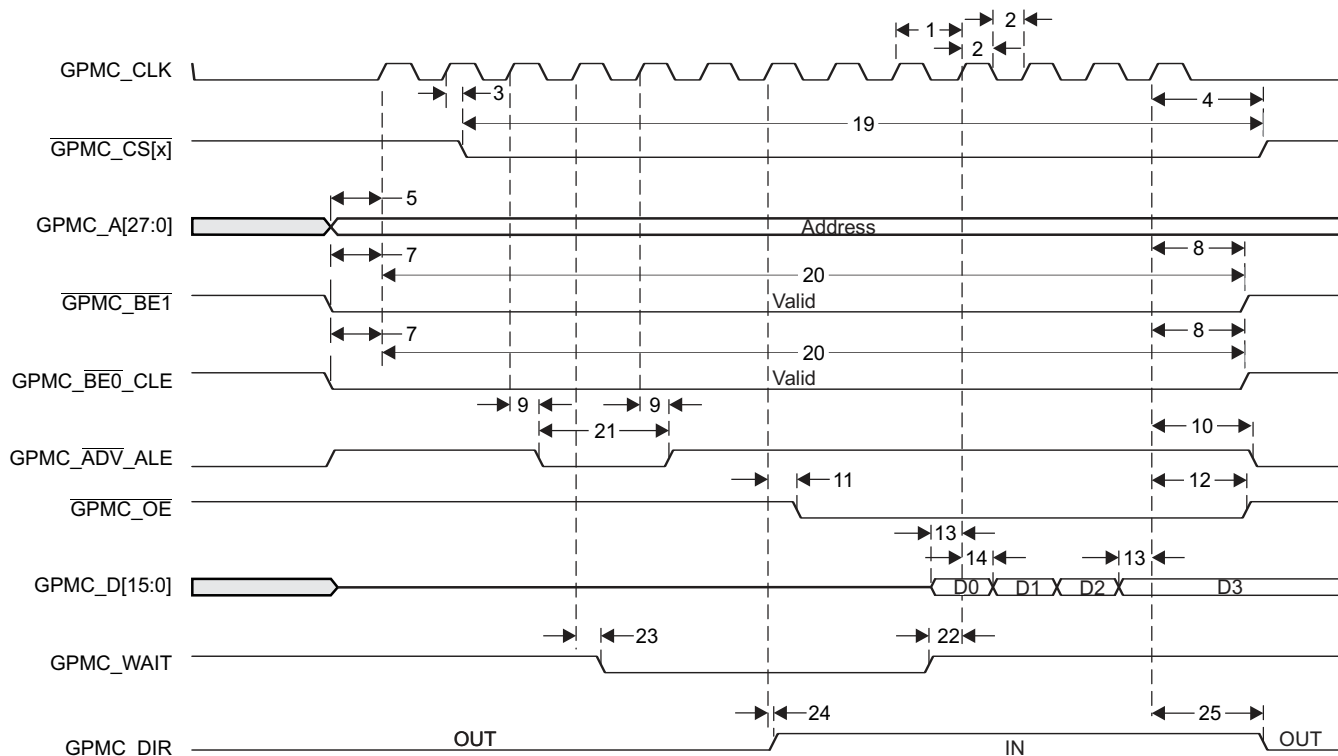 1
2
2
GPMC_CLK
3
4
19
GPMC_CS[x]
5
GPMC_A[27:0]
Address
7
8
20
GPMC_BE1
Valid
7
8
20
GPMC_BE0_CLE
Valid
9
9
21
10
GPMC_ADV_ALE
11
12
GPMC_OE
13
14
13
GPMC_D[15:0]
D0
D1
D2
D3
23
22
GPMC_WAIT
24
25
GPMC_DIR
OUT
IN
OUT